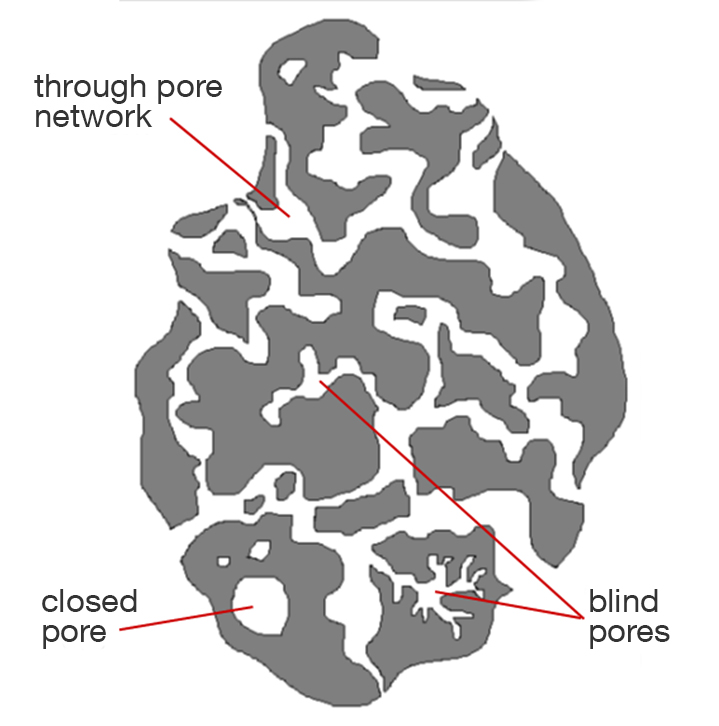 through pore
network
closed
pore
blind
pores